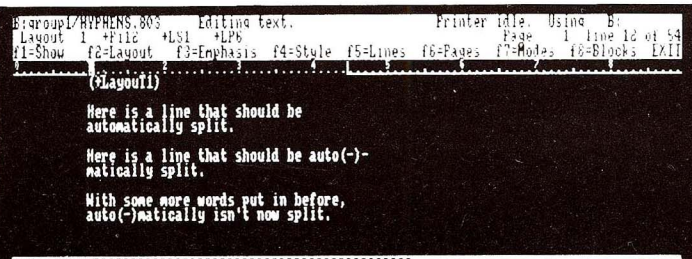 B:group1/HYPHENS.803 Editing text. Printer idle. Using B:
Layout 1 +Pi12 +LS1 +LP6 Page 1 line 12 of 54
f1=Show f2=Layout f3=Emphasis f4=Style f5=Lines f6=Pages f7=Modes f8=Blocks EXIT
(+Layout1)
Here is a line that should be
automatically split.
Here is a line that should be auto(-)-
matically split.
With some more words put in before,
auto(-)matically isn't now split.